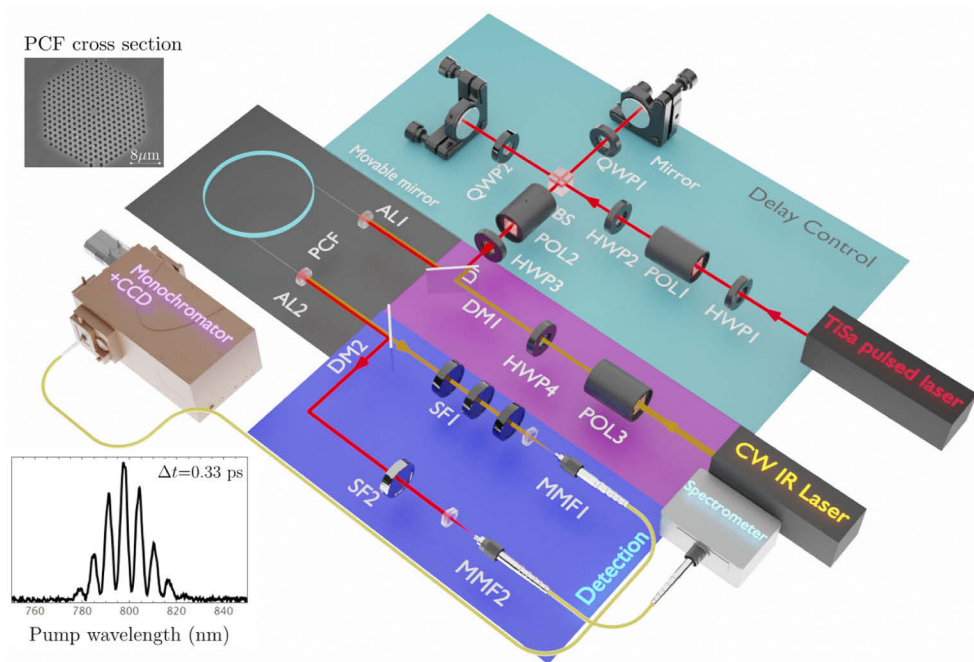 PCF cross section
8μm
Movable mirror
QWP2
QWP1
Mirror
Delay Control
BS
POL2
HWP3
HWP2
POL1
HWP1
TiSa pulsed laser
AL1
PCF
AL2
Monochromator
+CCD
DM1
HWP4
POL3
CW IR Laser
DM2
SF1
MMF1
SF2
MMF2
Detection
Spectrometer
Δt=0.33 ps
760
780
800
820
840
Pump wavelength (nm)